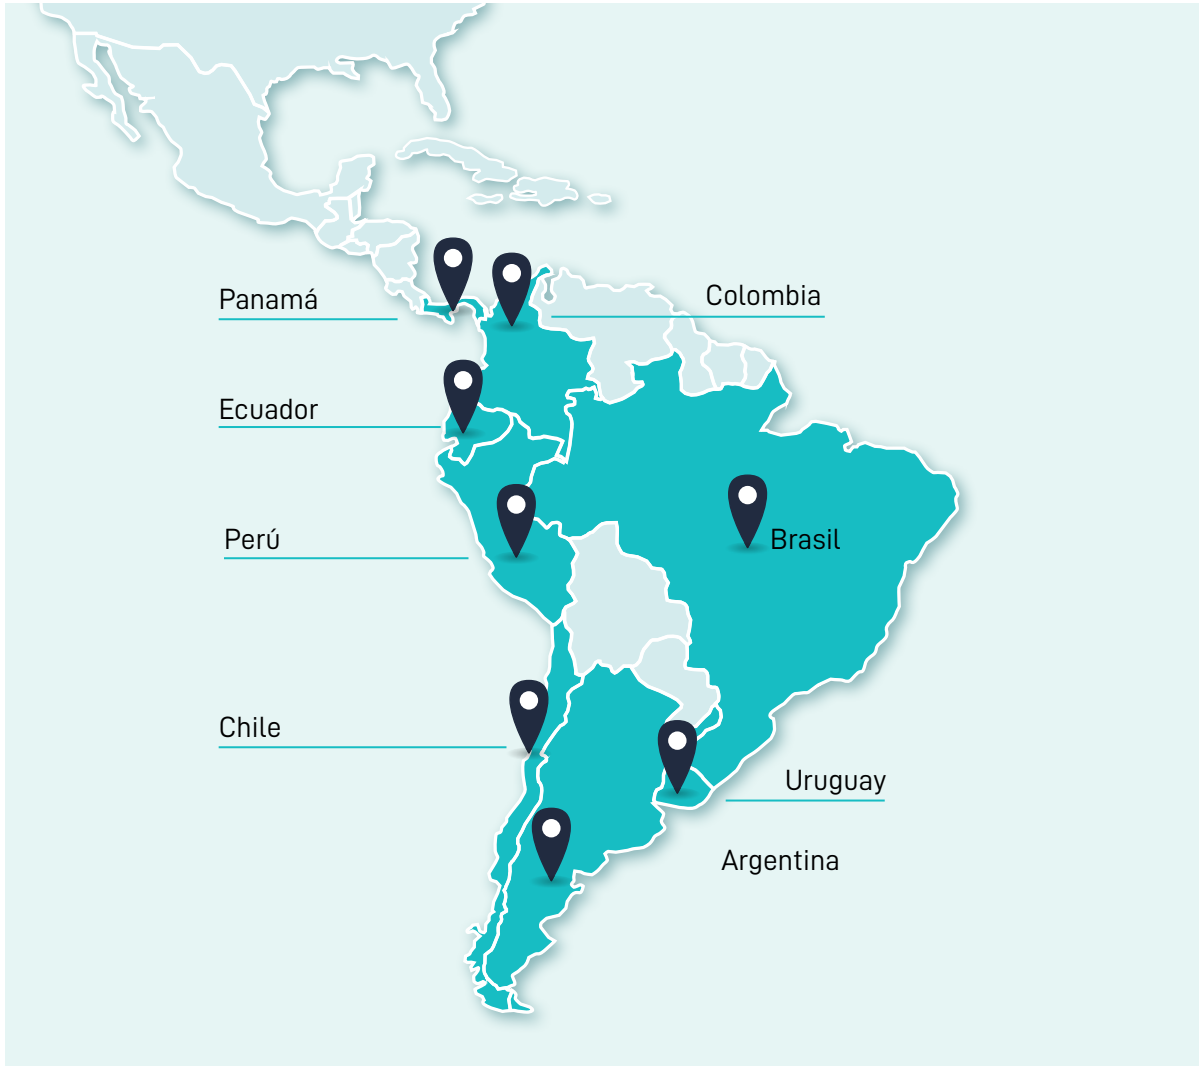 Panamá
Colombia
Ecuador
Perú
Brasil
Chile
Uruguay
Argentina